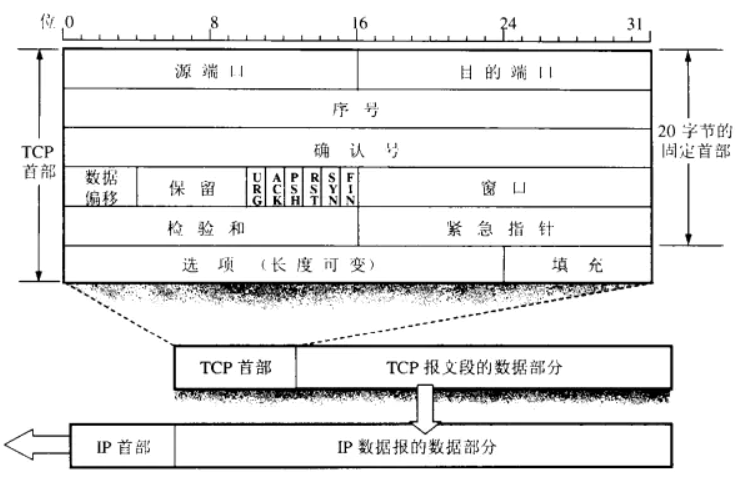 位 0 8 16 24 31
源端口 目的端口
序号
TCP
首部
20 字节的
固定首部
确认号
数据
偏移
保留
URG
ACK
PSH
RST
SYN
FIN
窗口
检验和 紧急指针
选项 (长度可变) 填充
TCP 首部 TCP 报文段的数据部分
IP 首部 IP 数据报的数据部分